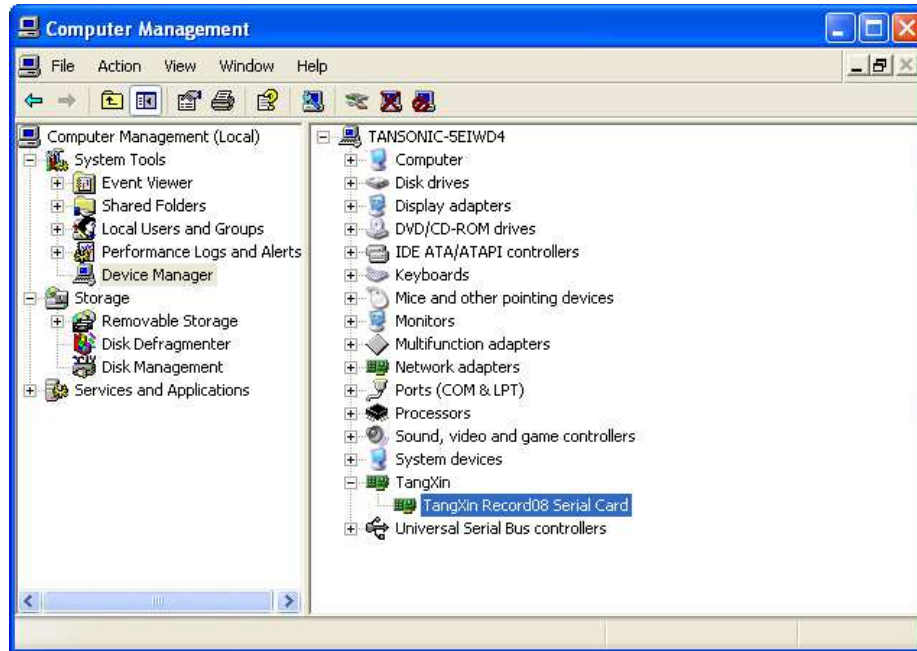 Computer Management
File Action View Window Help
Computer Management (Local)
System Tools
Event Viewer
Shared Folders
Local Users and Groups
Performance Logs and Alerts
Device Manager
Storage
Removable Storage
Disk Defragmenter
Disk Management
Services and Applications
TANSONIC-5EIWD4
Computer
Disk drives
Display adapters
DVD/CD-ROM drives
IDE ATA/ATAPI controllers
Keyboards
Mice and other pointing devices
Monitors
Multifunction adapters
Network adapters
Ports (COM & LPT)
Processors
Sound, video and game controllers
System devices
TangXin
TangXin Record08 Serial Card
Universal Serial Bus controllers